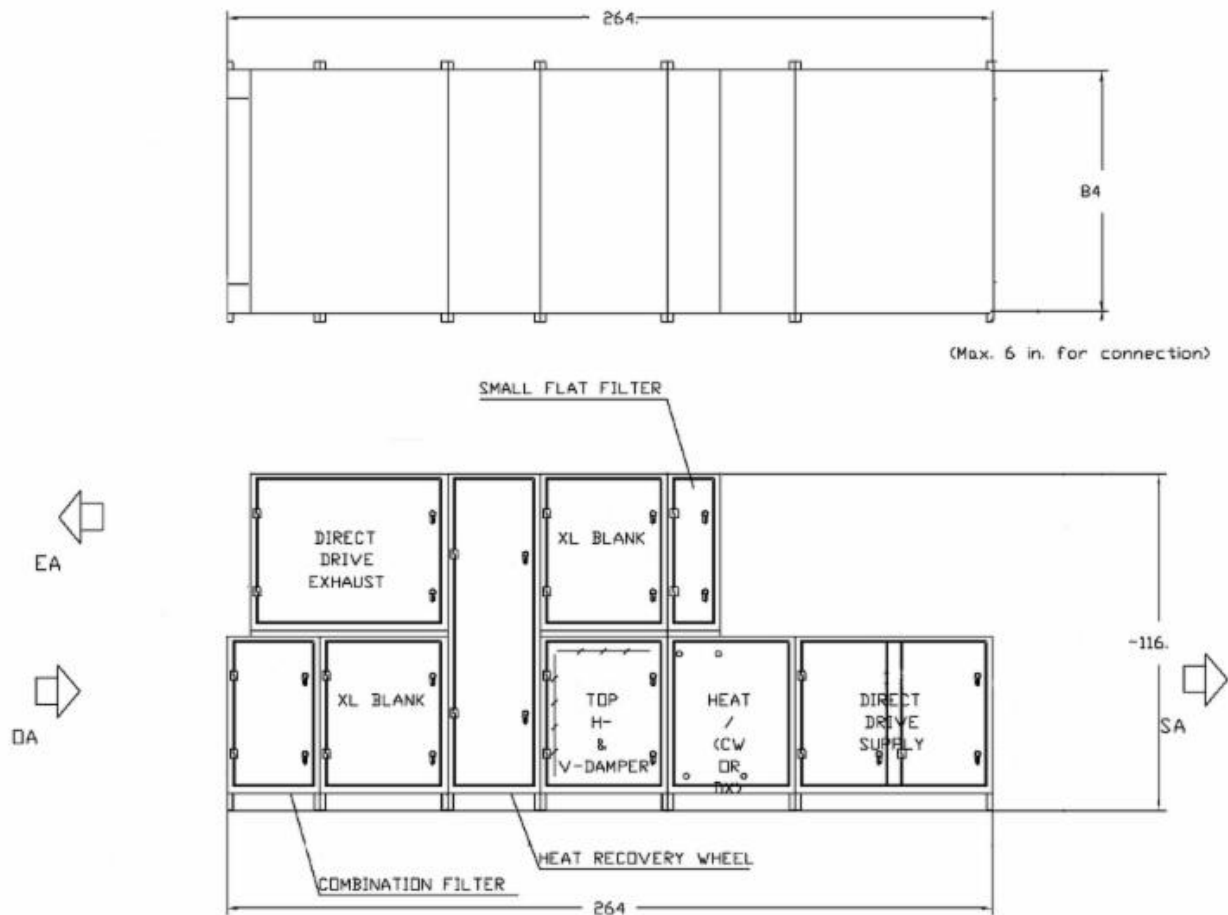 264.
84
(Max. 6 in. for connection)
SMALL FLAT FILTER
EA
DIRECT
DRIVE
EXHAUST
XL BLANK
~116.
OA
XL BLANK
TOP
H-
&
V-DAMPER
HEAT
/
(CW
OR
DX)
DIRECT
DRIVE
SUPPLY
SA
HEAT RECOVERY WHEEL
COMBINATION FILTER
264